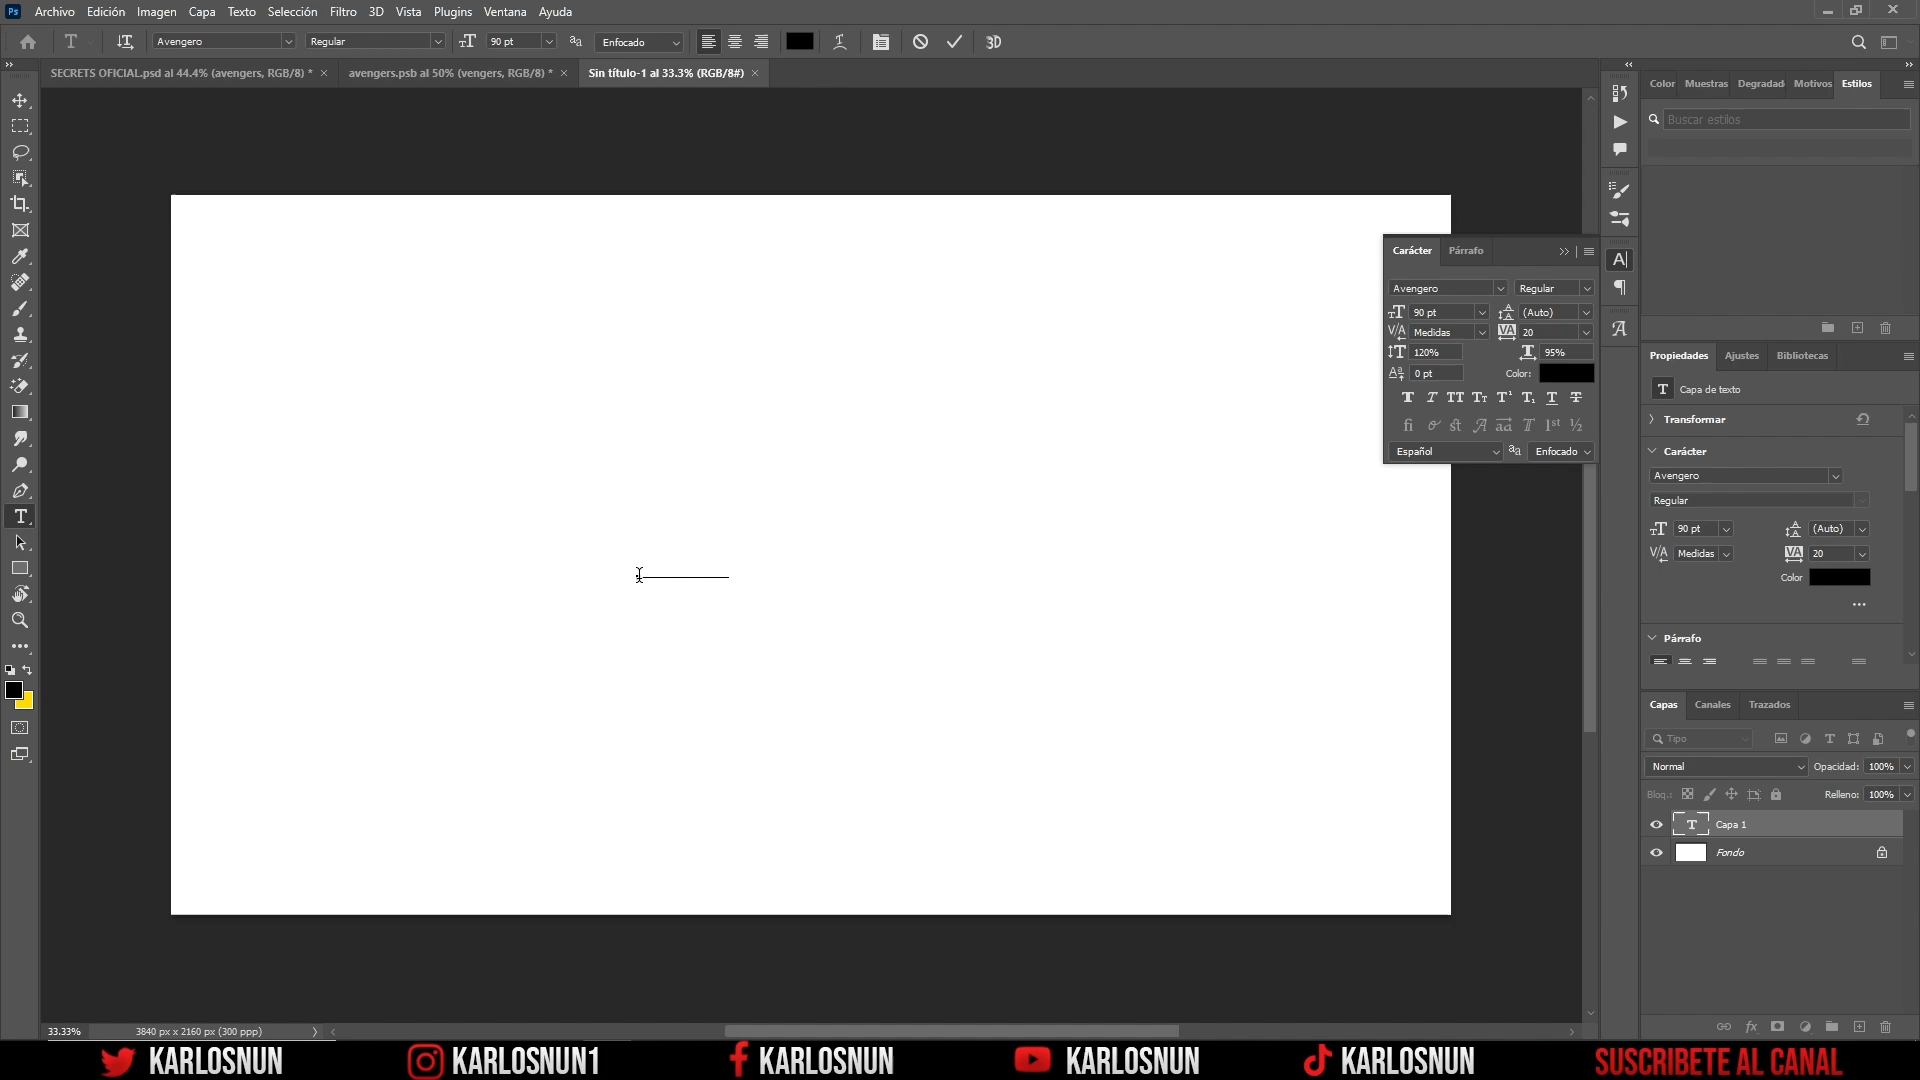 Ps Archivo Edición Imagen Capa Texto Selección Filtro 3D Vista Plugins Ventana Ayuda
Avengero Regular 90 pt Enfocado 3D
SECRETS OFICIAL.psd al 44.4% (avengers, RGB/8) * avengers.psb al 50% (vengers, RGB/8) * Sin título-1 al 33.3% (RGB/8#)
Color Muestras Degradad Motivos Estilos
Buscar estilos
Carácter Párrafo
Avengero Regular
90 pt (Auto)
Medidas 20
120% 95%
0 pt Color:
Español Enfocado
Propiedades Ajustes Bibliotecas
Capa de texto
Transformar
Carácter
Avengero
Regular
90 pt (Auto)
Medidas 20
Color
Párrafo
Capas Canales Trazados
Tipo
Normal Opacidad: 100%
Bloq.: Relleno: 100%
Capa 1
Fondo
33.33% 3840 px x 2160 px (300 ppp)
KARLOSNUN KARLOSNUN1 KARLOSNUN KARLOSNUN KARLOSNUN SUSCRIBETE AL CANAL